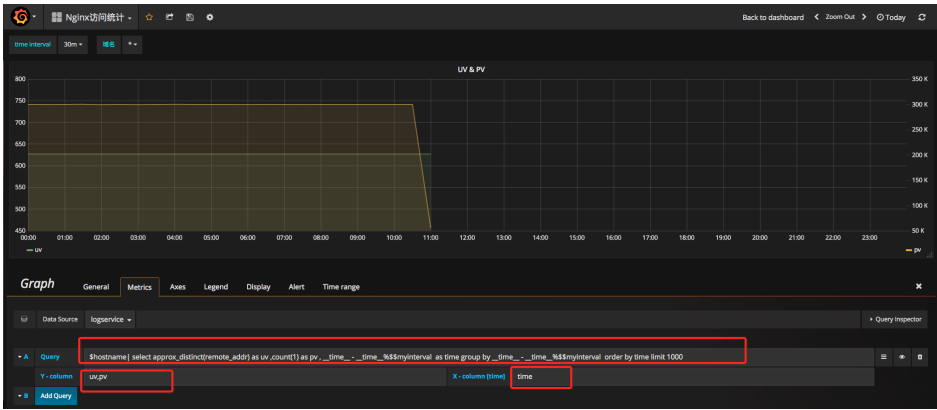 Nginx访问统计
Back to dashboard Zoom Out Today
time interval 30m 域名 *
UV & PV
800 350 K
750 300 K
700 250 K
650
600 200 K
550 150 K
500 100 K
450 50 K
00:00 01:00 02:00 03:00 04:00 05:00 06:00 07:00 08:00 09:00 10:00 11:00 12:00 13:00 14:00 15:00 16:00 17:00 18:00 19:00 20:00 21:00 22:00 23:00
uv pv
Graph General Metrics Axes Legend Display Alert Time range
Data Source logservice Query Inspector
A Query $hostname| select approx_distinct(remote_addr) as uv ,count(1) as pv , __time__ - __time__%$$myinterval as time group by __time__ - __time__%$$myinterval order by time limit 1000
Y - column uv,pv X - column (time) time
B Add Query